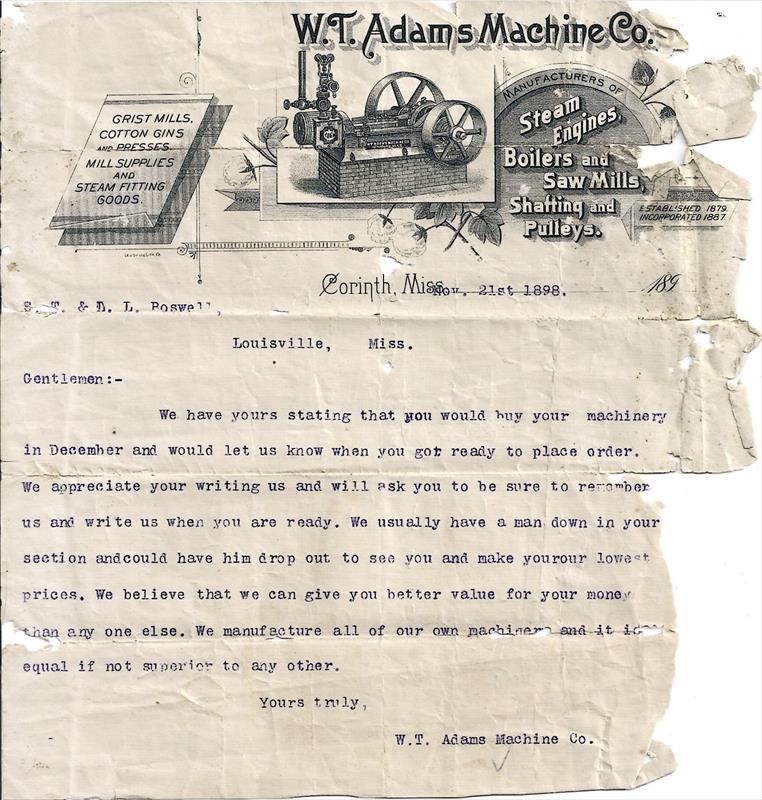 W.T. Adams Machine Co.
GRIST MILLS,
COTTON GINS
AND PRESSES.
MILL SUPPLIES
AND
STEAM FITTING
GOODS.
MANUFACTURERS OF
Steam
Engines,
Boilers and
Saw Mills,
Shafting and
Pulleys.
ESTABLISHED 1879.
INCORPORATED 1887.
Corinth, Miss. Nov. 21st 1898. 189
S. T. & D. L. Boswell,
Louisville, Miss.
Gentlemen:-
We have yours stating that you would buy your machinery
in December and would let us know when you got ready to place order.
We appreciate your writing us and will ask you to be sure to remember
us and write us when you are ready. We usually have a man down in your
section andcould have him drop out to see you and make yourour lowest
prices. We believe that we can give you better value for your money
than any one else. We manufacture all of our own machinery and it is
equal if not superior to any other.
Yours truly,
W.T. Adams Machine Co.